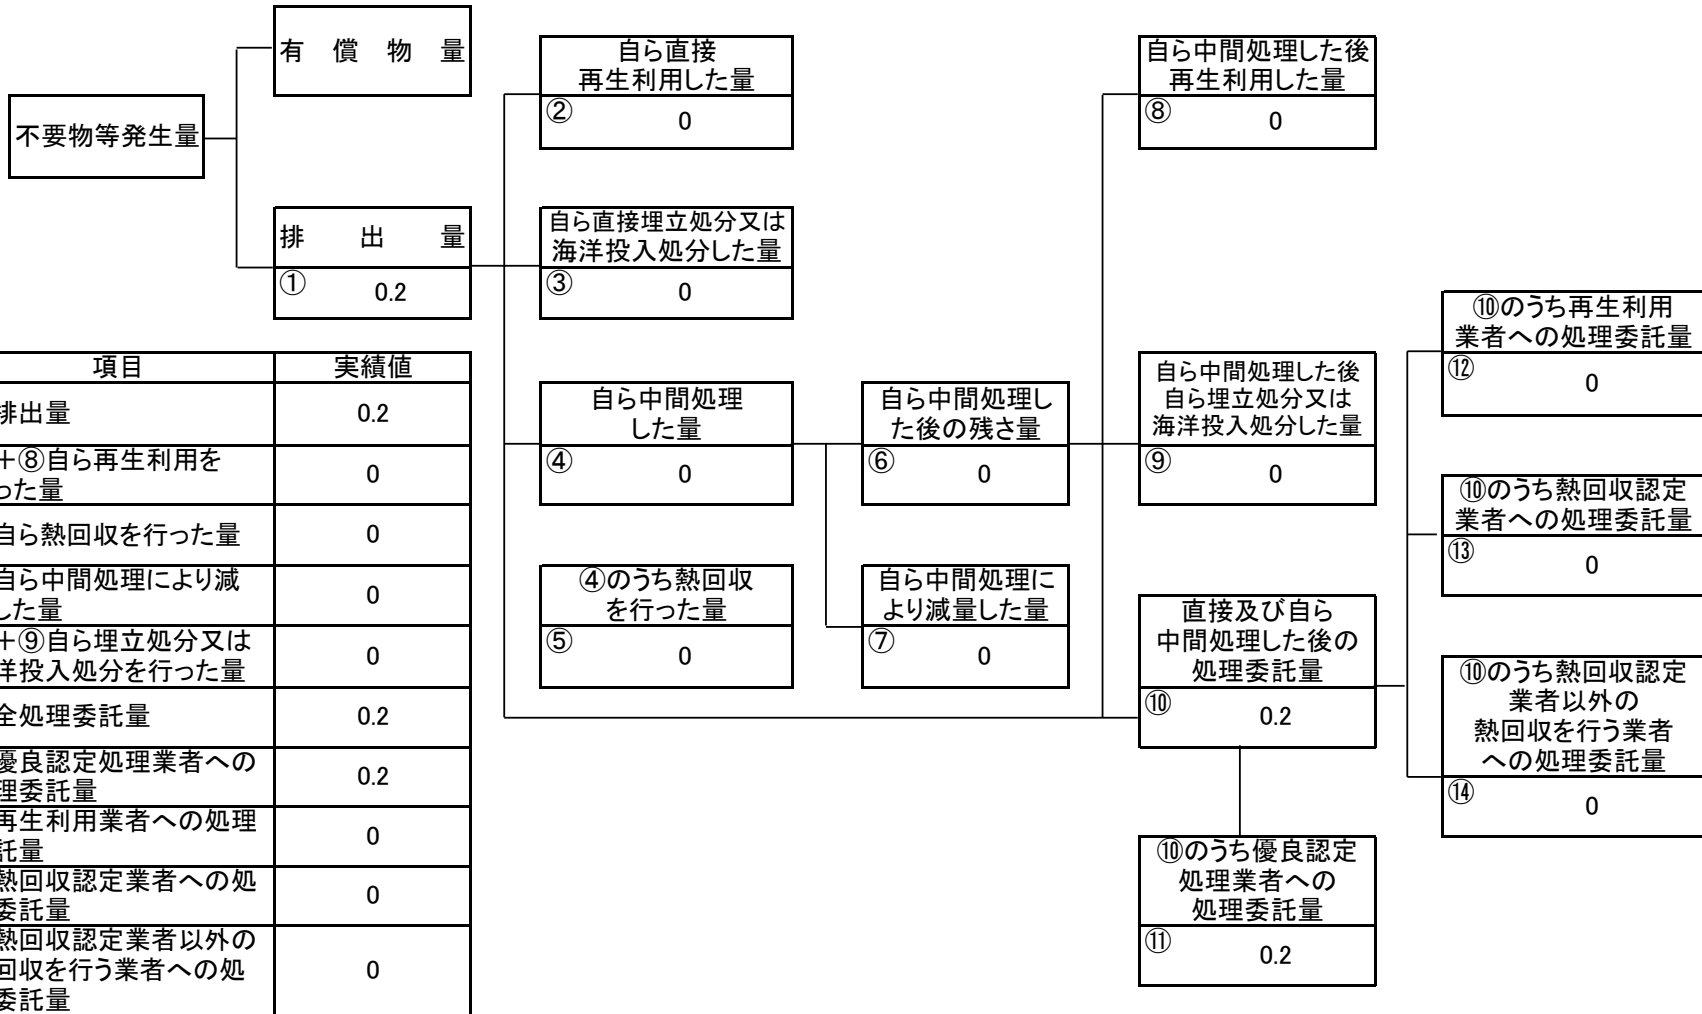 有償物量
不要物等発生量
排出量
① 0.2
自ら直接
再生利用した量
② 0
自ら直接埋立処分又は
海洋投入処分した量
③ 0
自ら中間処理
した量
④ 0
④のうち熱回収
を行った量
⑤ 0
自ら中間処理し
た後の残さ量
⑥ 0
自ら中間処理に
より減量した量
⑦ 0
自ら中間処理した後
再生利用した量
⑧ 0
自ら中間処理した後
自ら埋立処分又は
海洋投入処分した量
⑨ 0
直接及び自ら
中間処理した後の
処理委託量
⑩ 0.2
⑩のうち優良認定
処理業者への
処理委託量
⑪ 0.2
⑩のうち再生利用
業者への処理委託量
⑫ 0
⑩のうち熱回収認定
業者への処理委託量
⑬ 0
⑩のうち熱回収認定
業者以外の
熱回収を行う業者
への処理委託量
⑭ 0
項目 実績値
排出量 0.2
+⑧自ら再生利用を
った量 0
自ら熱回収を行った量 0
自ら中間処理により減
した量 0
+⑨自ら埋立処分又は
洋投入処分を行った量 0
全処理委託量 0.2
優良認定処理業者への
理委託量 0.2
再生利用業者への処理
託量 0
熱回収認定業者への処
委託量 0
熱回収認定業者以外の
回収を行う業者への処
委託量 0